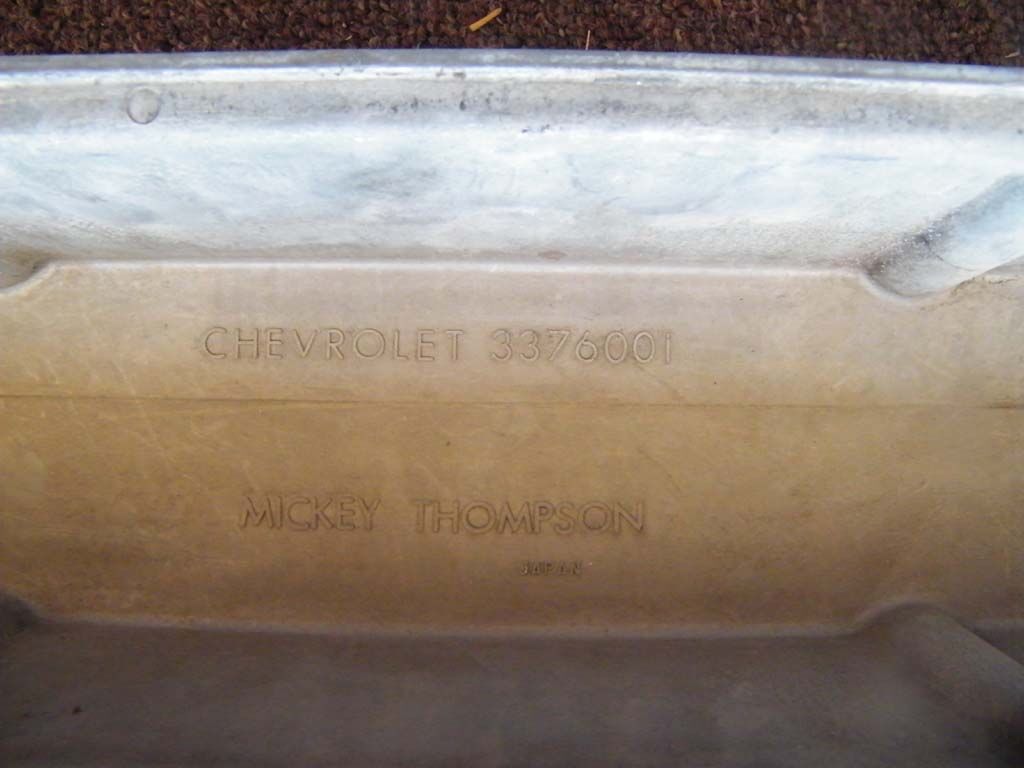 CHEVROLET 3376001
MICKEY THOMPSON
JAPAN